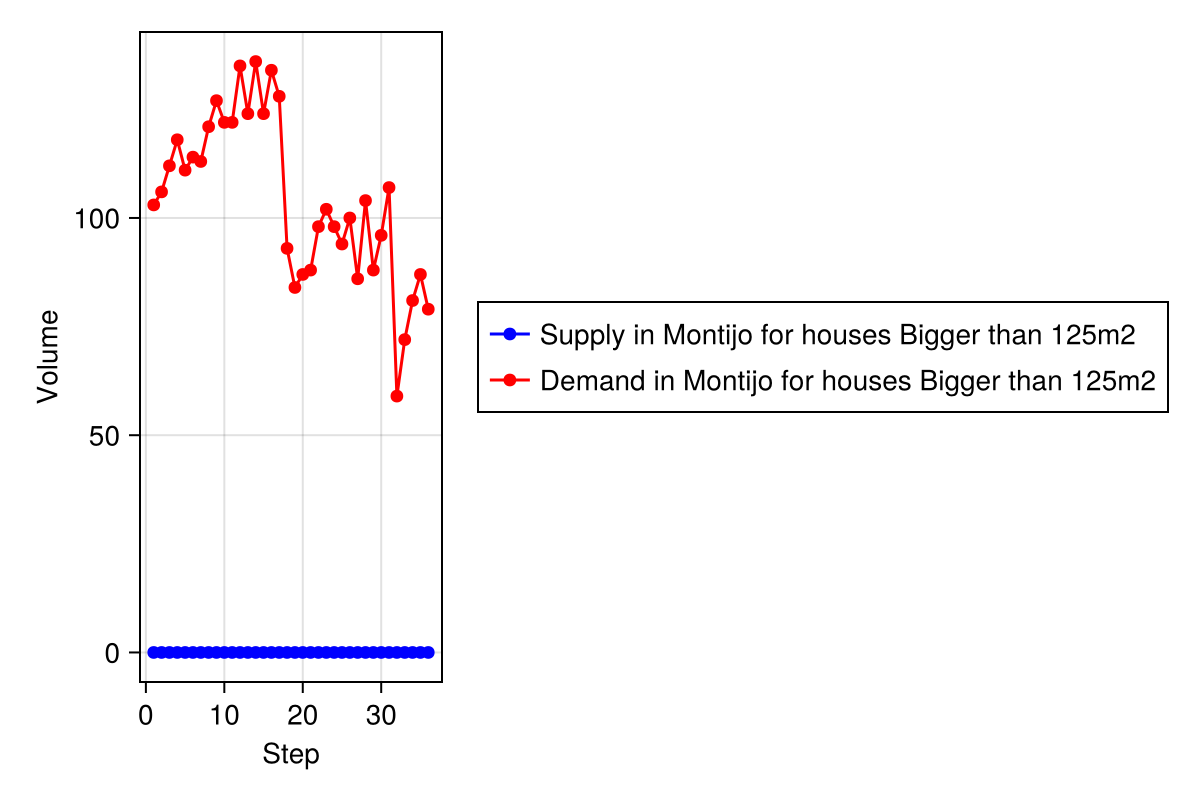 100
50
0
Volume
0 10 20 30
Step
Supply in Montijo for houses Bigger than 125m2
Demand in Montijo for houses Bigger than 125m2